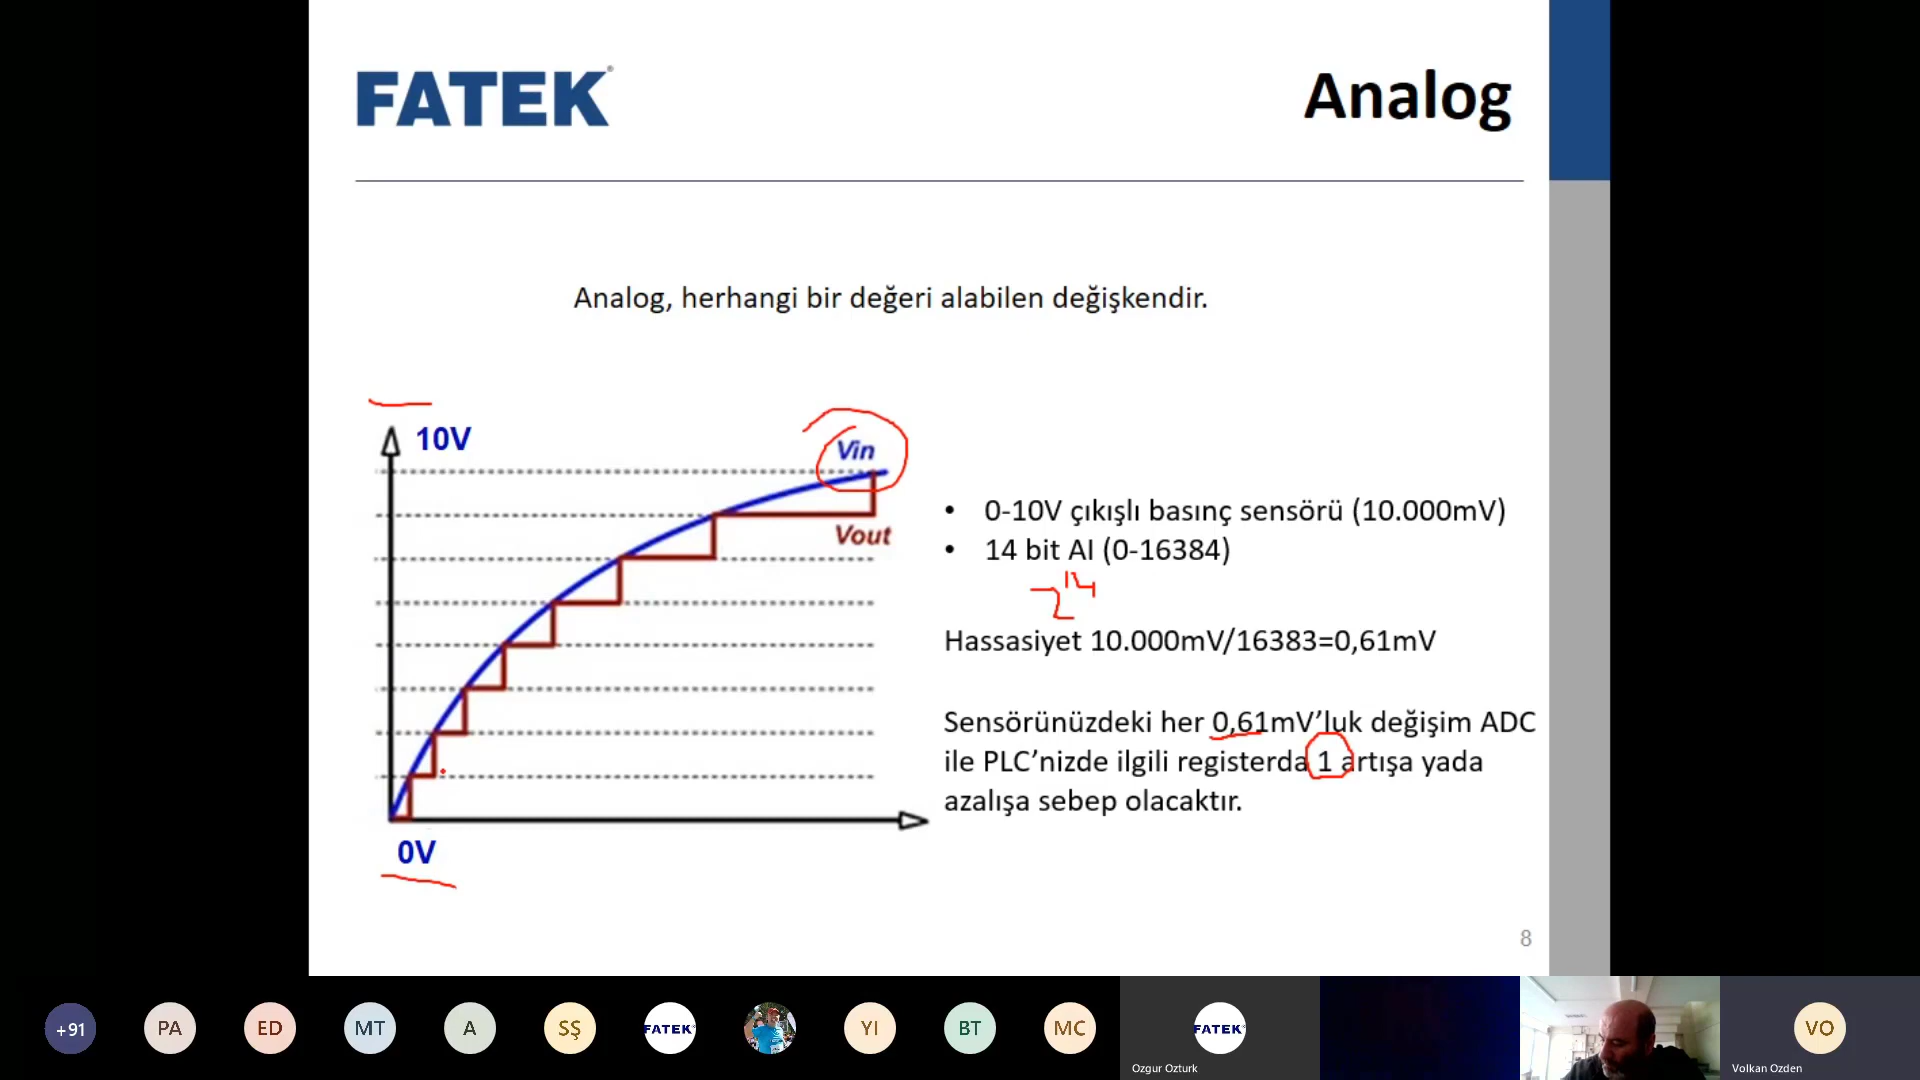 FATEK®
Analog
Analog, herhangi bir değeri alabilen değişkendir.
10V
Vin
Vout
0V
• 0-10V çıkışlı basınç sensörü (10.000mV)
• 14 bit AI (0-16384)
2¹⁴
Hassasiyet 10.000mV/16383=0,61mV
Sensörünüzdeki her 0,61mV’luk değişim ADC
ile PLC’nizde ilgili registerda 1 artışa yada
azalışa sebep olacaktır.
8
+91
PA
ED
MT
A
SŞ
FATEK
YI
BT
MC
FATEK
Ozgur Ozturk
VO
Volkan Ozden